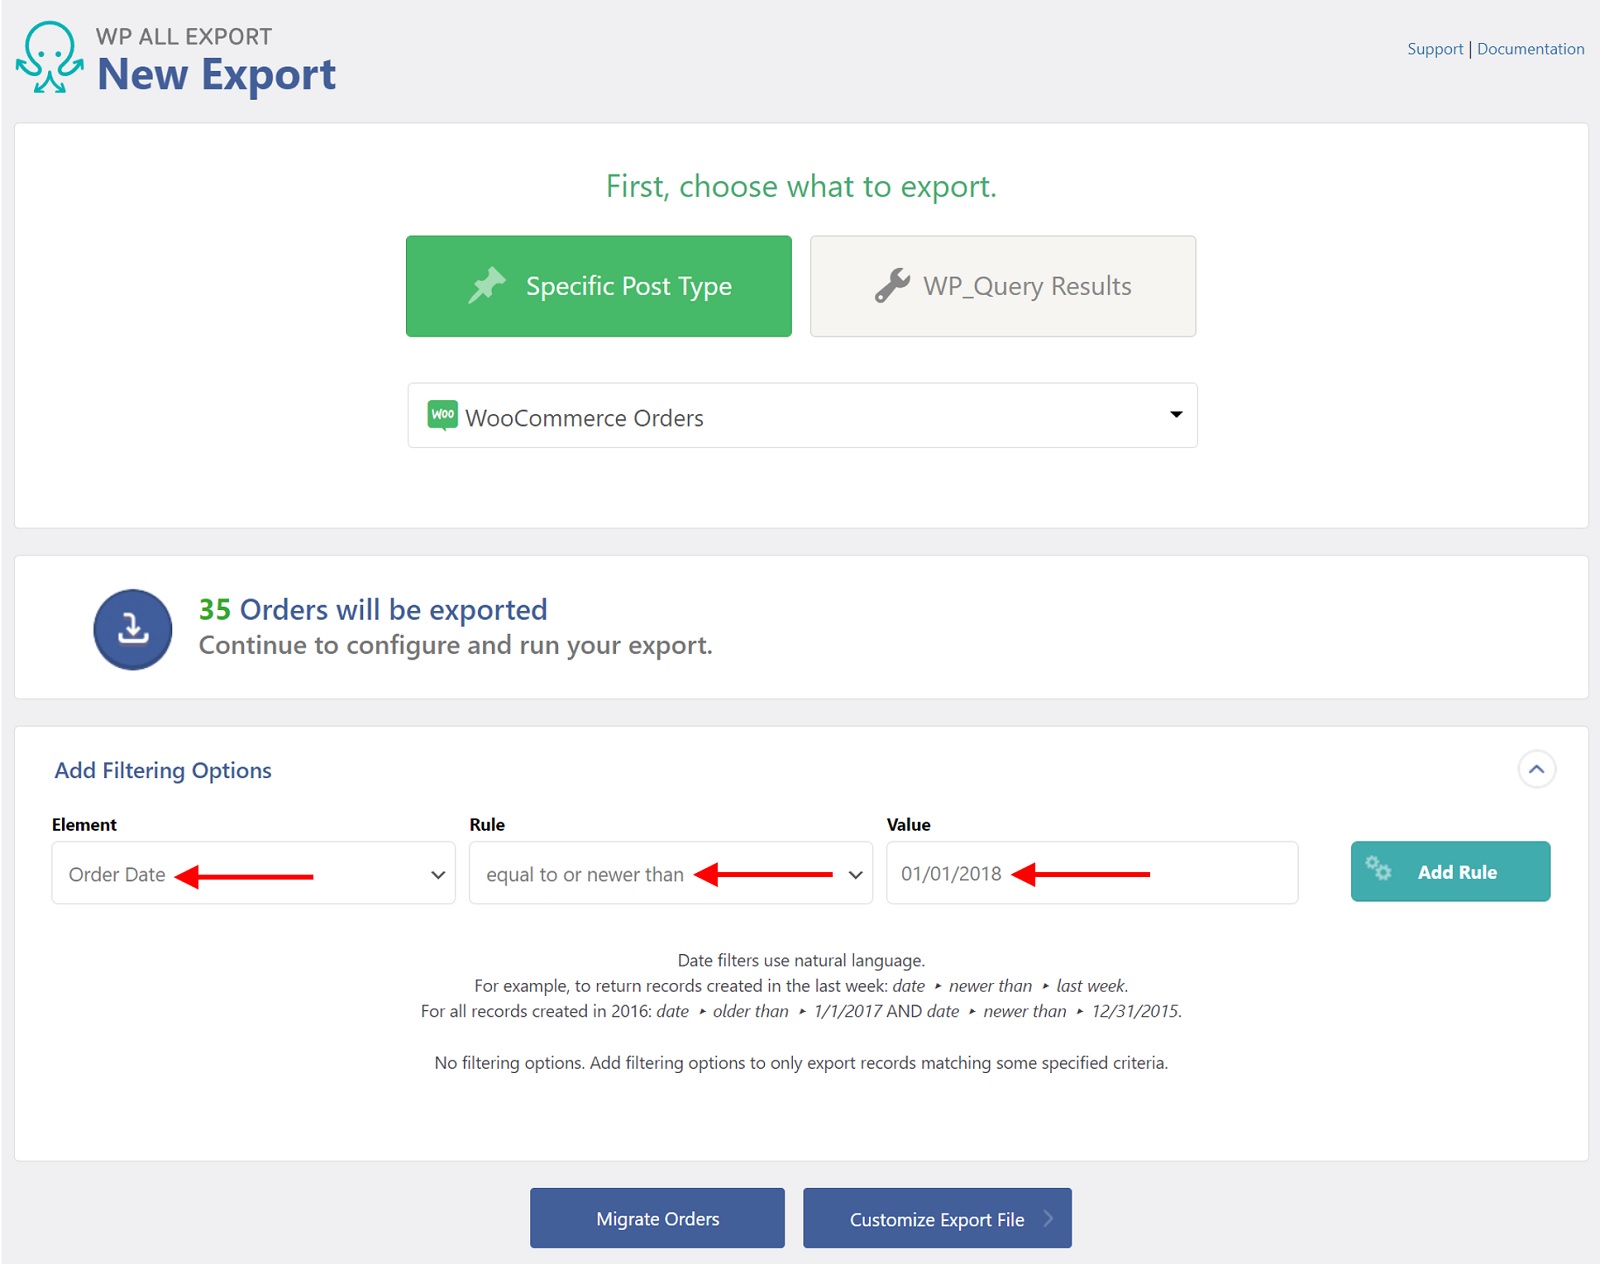 WP ALL EXPORT
New Export
Support | Documentation
First, choose what to export.
Specific Post Type
WP_Query Results
WOO WooCommerce Orders
35 Orders will be exported
Continue to configure and run your export.
Add Filtering Options
Element Rule Value
Order Date equal to or newer than 01/01/2018 Add Rule
Date filters use natural language.
For example, to return records created in the last week: date ‣ newer than ‣ last week.
For all records created in 2016: date ‣ older than ‣ 1/1/2017 AND date ‣ newer than ‣ 12/31/2015.
No filtering options. Add filtering options to only export records matching some specified criteria.
Migrate Orders
Customize Export File